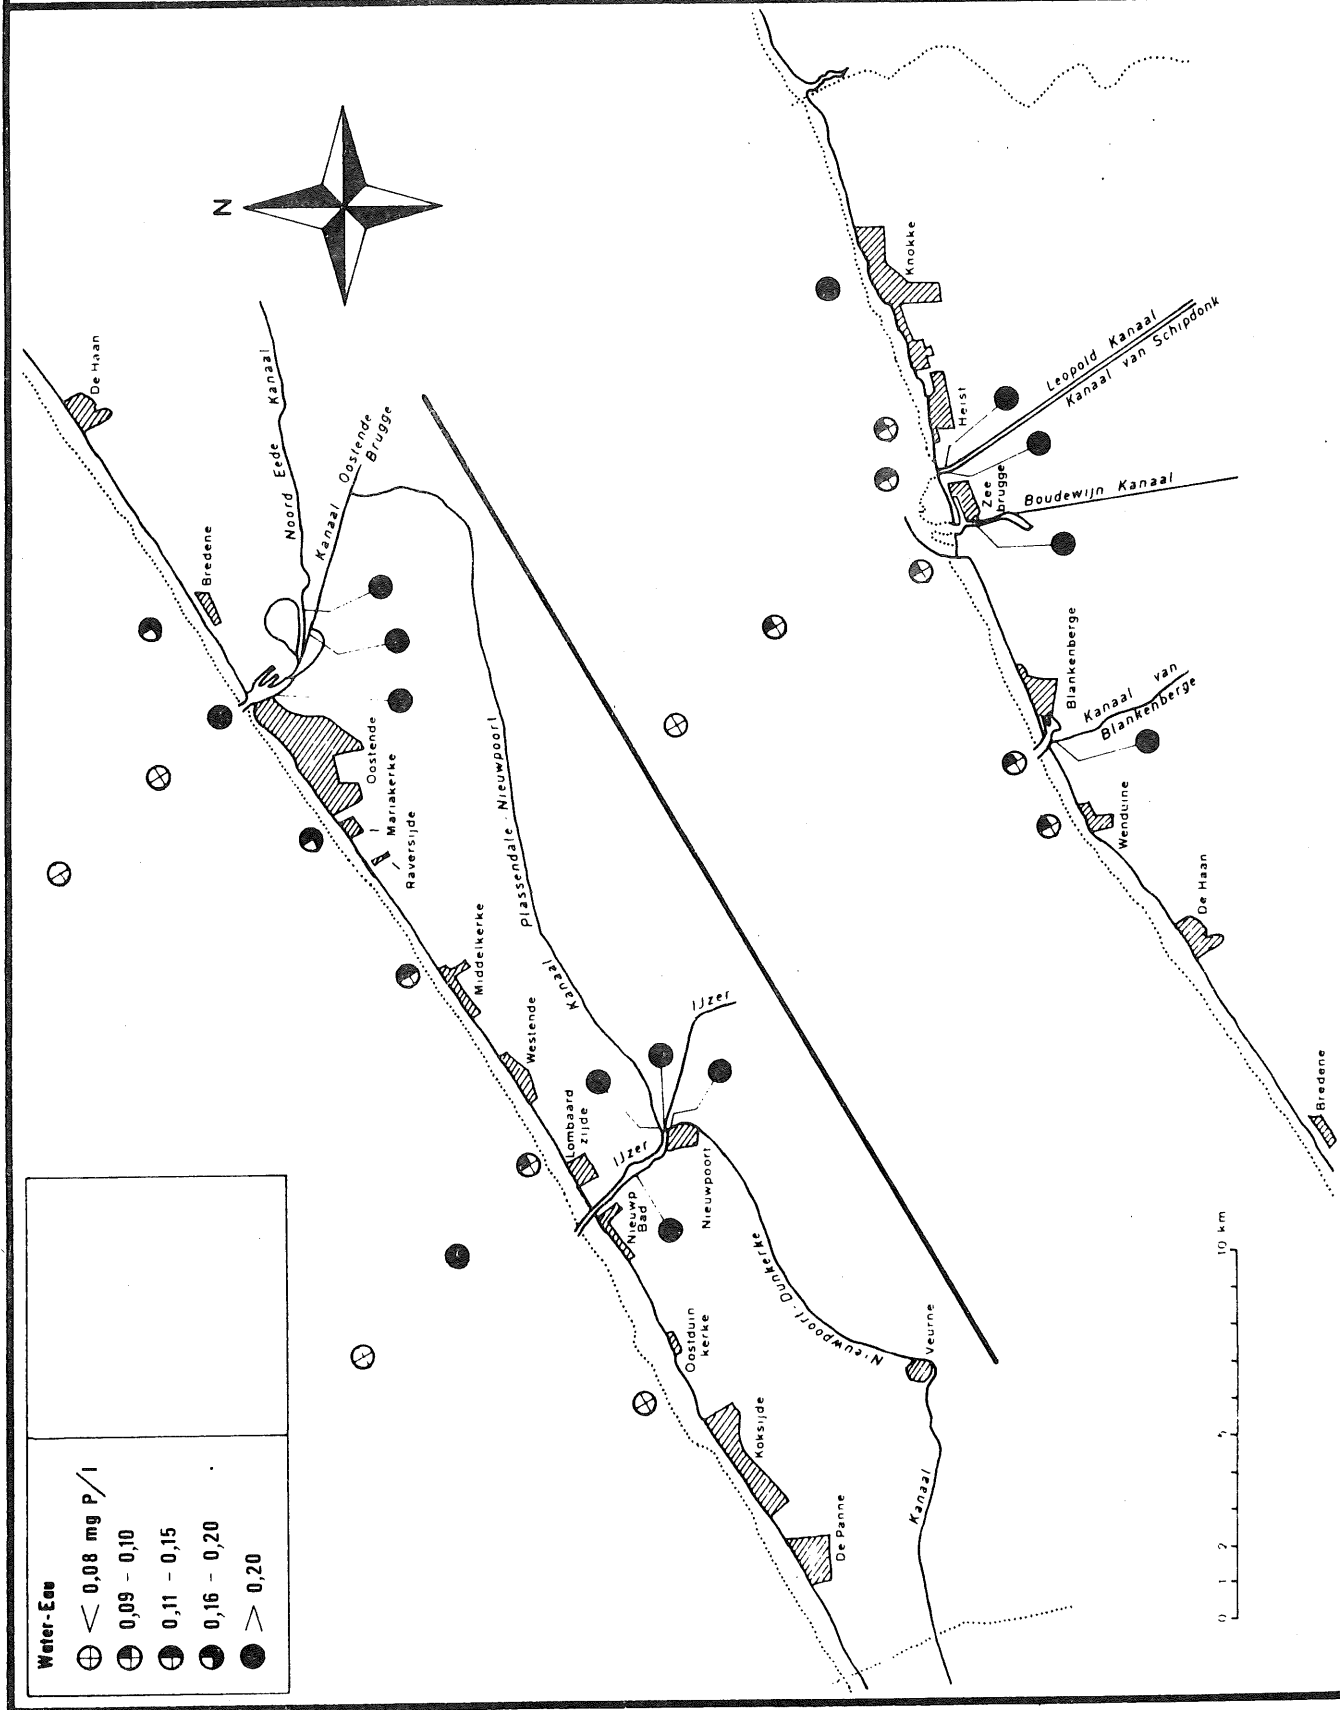 Water-Eau
< 0,08 mg P/l
0,09 - 0,10
0,11 - 0,15
0,16 - 0,20
> 0,20
N
De Haan
Bredene
Noord Eede Kanaal
Kanaal Oostende
Brugge
Oostende
Mariakerke
Raversijde
Middelkerke
Westende
Lombaard
zijde
Kanaal Plassendale - Nieuwpoort
IJzer
IJzer
Nieuwp
Bad
Nieuwpoort
Oostduin
kerke
Koksijde
De Panne
Kanaal Nieuwpoort - Dunkerke
Veurne
Knokke
Heist
Leopold Kanaal
Kanaal van Schipdonk
Zee
brugge
Boudewijn Kanaal
Blankenberge
Kanaal van
Blankenberge
Wenduine
De Haan
Bredene
0 1 2 5 10 km